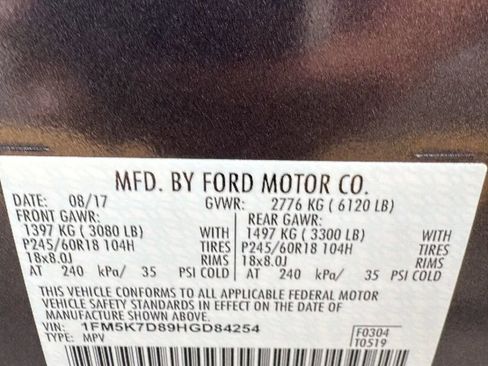 MFD. BY FORD MOTOR CO.
DATE: 08/17 GVWR: 2776 KG ( 6120 LB)
FRONT GAWR: REAR GAWR:
1397 KG ( 3080 LB) WITH 1497 KG ( 3300 LB) WITH
P245/60R18 104H TIRES P245/60R18 104H TIRES
18x8.0J RIMS 18x8.0J RIMS
AT 240 kPa/ 35 PSI COLD AT 240 kPa/ 35 PSI COLD
THIS VEHICLE CONFORMS TO ALL APPLICABLE FEDERAL MOTOR
VEHICLE SAFETY STANDARDS IN EFFECT ON THE DATE OF
MANUFACTURE SHOWN ABOVE.
VIN: 1FM5K7D89HGD84254 F0304
TYPE: MPV T0519